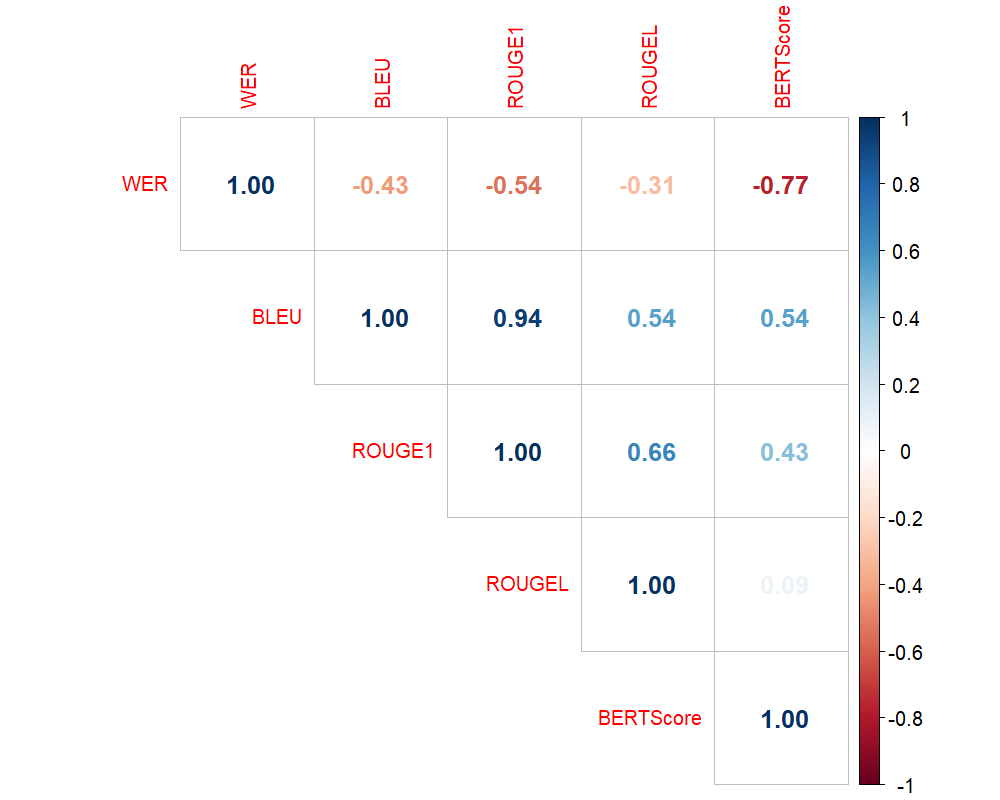 WER BLEU ROUGE1 ROUGEL BERTScore
WER 1.00 -0.43 -0.54 -0.31 -0.77
BLEU 1.00 0.94 0.54 0.54
ROUGE1 1.00 0.66 0.43
ROUGEL 1.00 0.09
BERTScore 1.00
1
0.8
0.6
0.4
0.2
0
-0.2
-0.4
-0.6
-0.8
-1